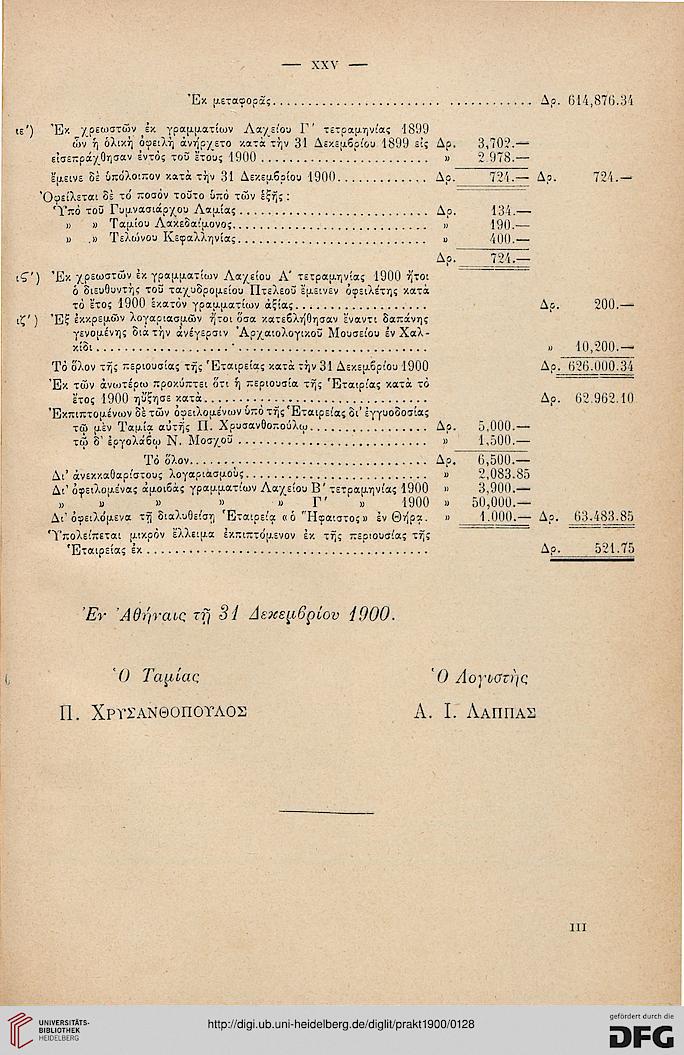 — XXV —
Ἐκ μεταφορᾶς . . . . . . . . . . . . . . . . . . . . Δρ. 614,876.34
ιε΄) Ἐκ χρεωστῶν ἐκ γραμματίων Λαχείου Γ΄ τετραμηνίας 1899
ὧν ἡ ὁλικὴ ὀφειλὴ ἀνήρχετο κατὰ τὴν 31 Δεκεμβρίου 1899 εἰς Δρ. 3,702.—
εἰσεπράχθησαν ἐντὸς τοῦ ἔτους 1900 . . . . . . . . . . » 2.978.—
ἔμεινε δὲ ὑπόλοιπον κατὰ τὴν 31 Δεκεμβρίου 1900 . . . . . Δρ. 724.— Δρ. 724.—
Ὀφείλεται δὲ τὸ ποσὸν τοῦτο ὑπὸ τῶν ἑξῆς :
Ὑπὸ τοῦ Γυμνασιάρχου Λαμίας . . . . . . . . . . Δρ. 134.—
» » Ταμίου Λακεδαίμονος . . . . . . . . . . » 190.—
» » Τελώνου Κεφαλληνίας . . . . . . . . . . » 400.—
Δρ. 724.—
ιϚ΄) Ἐκ χρεωστῶν ἐκ γραμματίων Λαχείου Α΄ τετραμηνίας 1900 ἤτοι
ὁ διευθυντὴς τοῦ ταχυδρομείου Πτελεοῦ ἔμεινεν ὀφειλέτης κατὰ
τὸ ἔτος 1900 ἑκατὸν γραμματίων ἀξίας . . . . . . . . . . Δρ. 200.—
ιζ΄) Ἐξ ἐκκρεμῶν λογαριασμῶν ἤτοι ὅσα κατεβλήθησαν ἔναντι δαπάνης
γενομένης διὰ τὴν ἀνέγερσιν Ἀρχαιολογικοῦ Μουσείου ἐν Χαλ-
κίδι . . . . . . . . . . . . . . . . . . . . » 10,200.—
Τὸ ὅλον τῆς περιουσίας τῆς Ἑταιρείας κατὰ τὴν 31 Δεκεμβρίου 1900 Δρ. 626.000.34
Ἐκ τῶν ἀνωτέρω προκύπτει ὅτι ἡ περιουσία τῆς Ἑταιρίας κατὰ τὸ
ἔτος 1900 ηὔξησε κατὰ . . . . . . . . . . . . . . . Δρ. 62.962.10
Ἐκπιπτομένων δὲ τῶν ὀφειλομένων ὑπὸ τῆς Ἑταιρείας δι' ἐγγυοδοσίας
τῷ μὲν Ταμίᾳ αὐτῆς Π. Χρυσανθοπούλῳ . . . . . . . Δρ. 5,000.—
τῷ δ' ἐργολάβῳ Ν. Μοσχοῦ . . . . . . . . . . » 1,500.—
Τὸ ὅλον . . . . . . . . . . . . . . . Δρ. 6,500.—
Δι' ἀνεκκαθαρίστους λογαριασμοὺς . . . . . . . . . . » 2,083.85
Δι' ὀφειλομένας ἀμοιβὰς γραμματίων Λαχείου Β΄ τετραμηνίας 1900 » 3,900.—
» » » » » Γ΄ » 1900 » 50,000.—
Δι' ὀφειλόμενα τῇ διαλυθείσῃ Ἑταιρείᾳ «ὁ Ἥφαιστος» ἐν Θήρᾳ. » 1.000.— Δρ. 63.483.85
Ὑπολείπεται μικρὸν ἔλλειμα ἐκπιπτόμενον ἐκ τῆς περιουσίας τῆς
Ἑταιρείας ἐκ . . . . . . . . . . . . . . . . . . Δρ. 521.75
Ἐν Ἀθήναις τῇ 31 Δεκεμβρίου 1900.
Ὁ Ταμίας Ὁ Λογιστὴς
Π. ΧΡΥΣΑΝΘΟΠΟΥΛΟΣ Α. Ι. ΛΑΠΠΑΣ
III
UNIVERSITÄTS-
BIBLIOTHEK
HEIDELBERG
http://digi.ub.uni-heidelberg.de/diglit/prakt1900/0128
gefördert durch die
DFG